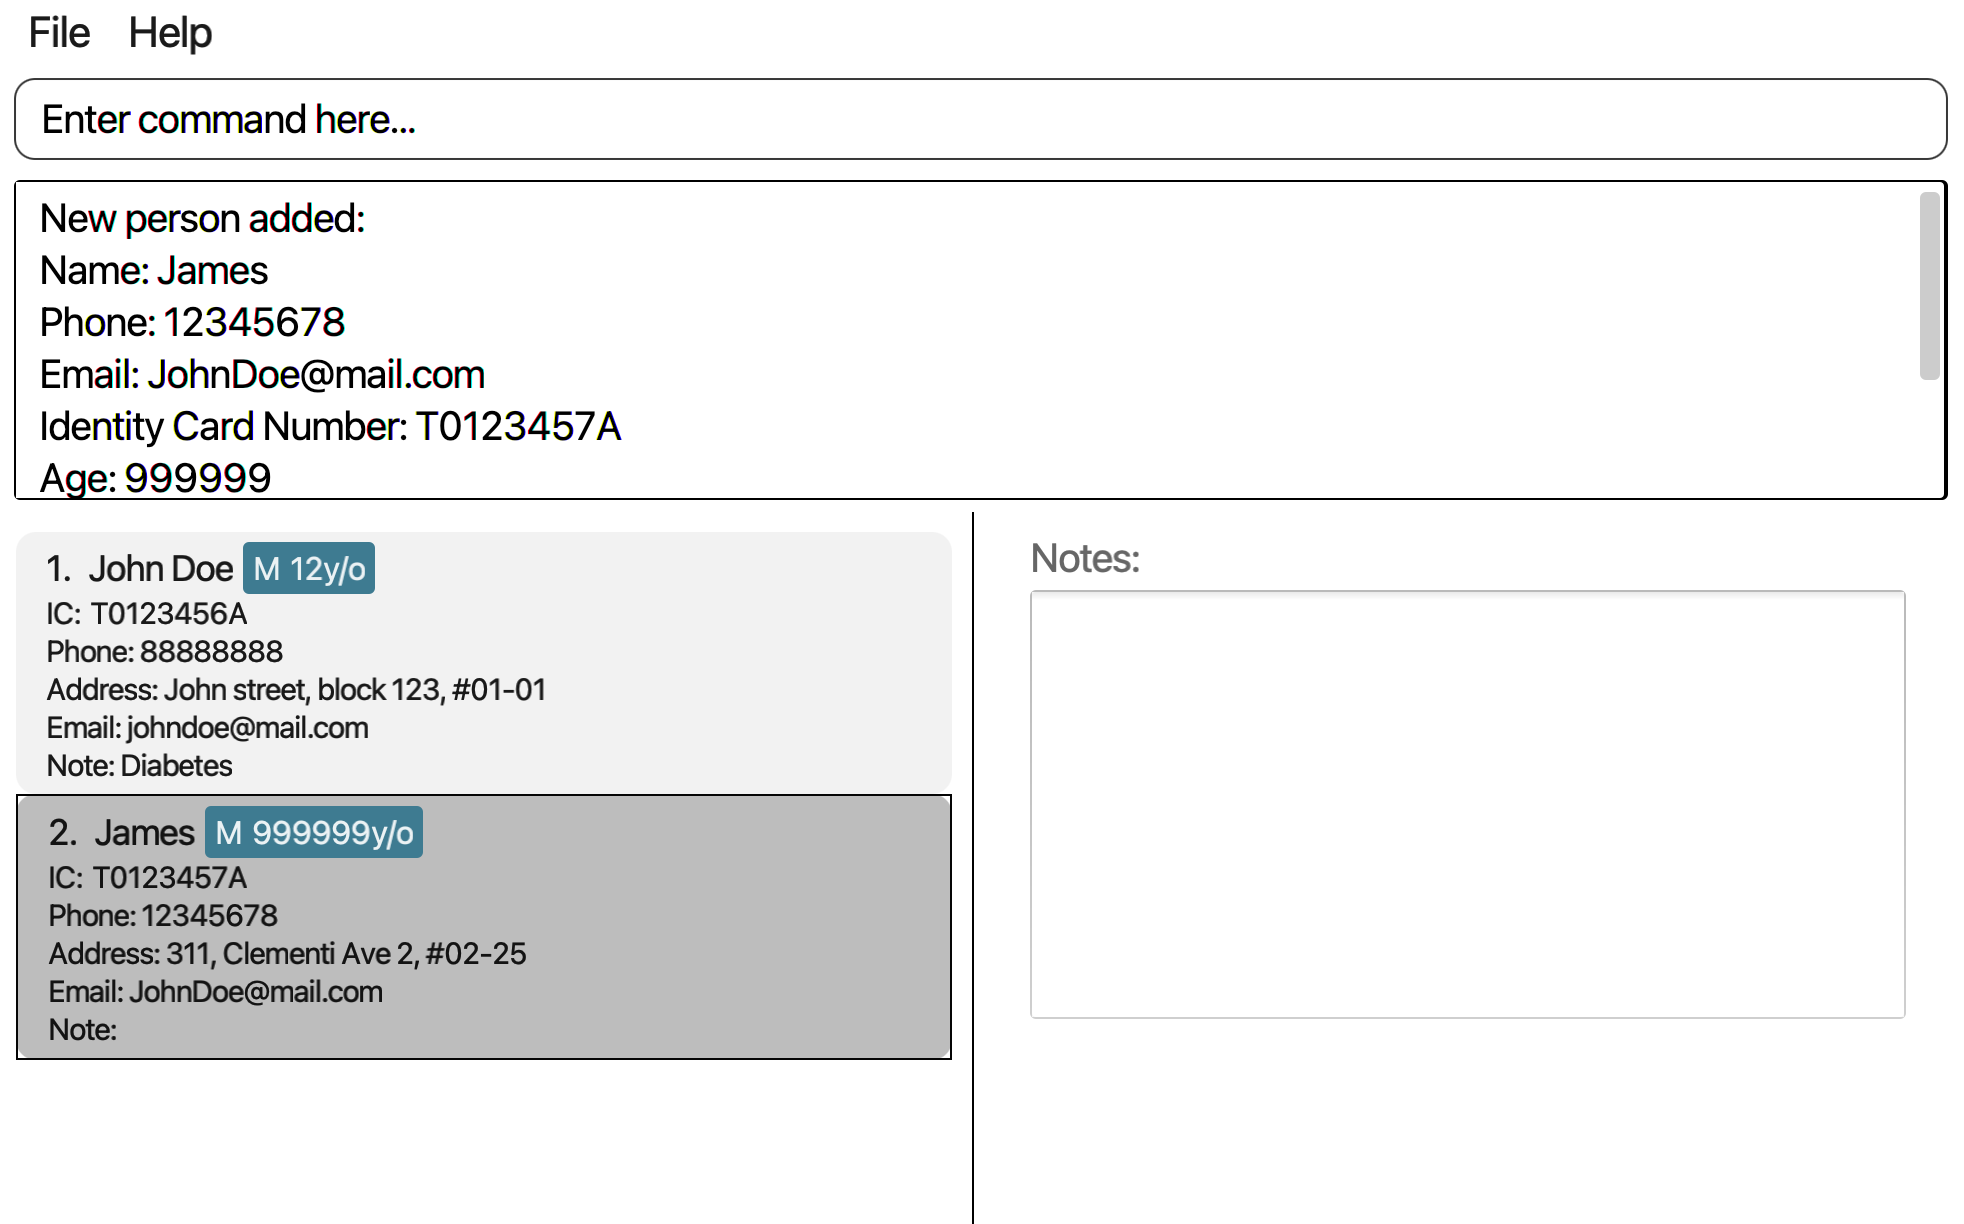 File Help
Enter command here...
New person added:
Name: James
Phone: 12345678
Email: JohnDoe@mail.com
Identity Card Number: T0123457A
Age: 999999
1. John Doe M 12y/o
IC: T0123456A
Phone: 88888888
Address: John street, block 123, #01-01
Email: johndoe@mail.com
Note: Diabetes
2. James M 999999y/o
IC: T0123457A
Phone: 12345678
Address: 311, Clementi Ave 2, #02-25
Email: JohnDoe@mail.com
Note:
Notes: